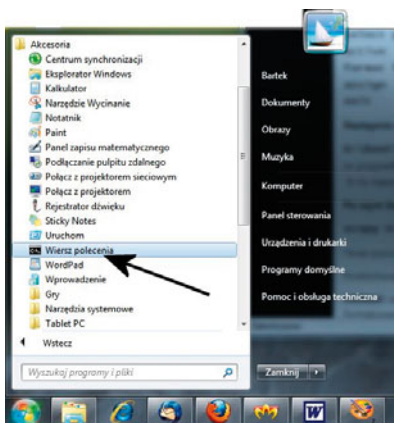 Akcesoria
Centrum synchronizacji
Eksplorator Windows
Kalkulator
Narzędzie Wycinanie
Notatnik
Paint
Panel zapisu matematycznego
Podłączanie pulpitu zdalnego
Połącz z projektorem sieciowym
Połącz z projektorem
Rejestrator dźwięku
Sticky Notes
Uruchom
Wiersz polecenia
WordPad
Wprowadzenie
Gry
Narzędzia systemowe
Tablet PC
Wstecz
Wyszukaj programy i pliki
Bartek
Dokumenty
Obrazy
Muzyka
Komputer
Panel sterowania
Urządzenia i drukarki
Programy domyślne
Pomoc i obsługa techniczna
Zamknij
W